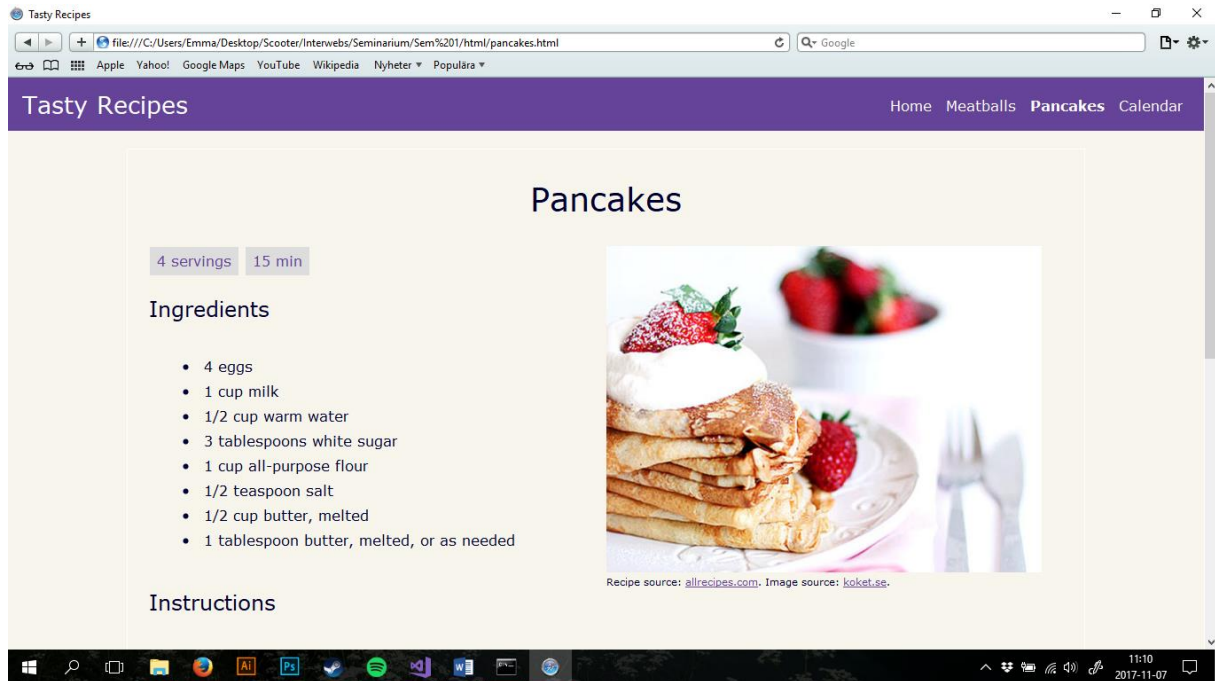 Tasty Recipes
file:///C:/Users/Emma/Desktop/Scooter/Interwebs/Seminarium/Sem%201/html/pancakes.html
Google
Apple Yahoo! Google Maps YouTube Wikipedia Nyheter Populära
Tasty Recipes
Home Meatballs Pancakes Calendar
Pancakes
4 servings 15 min
Ingredients
• 4 eggs
• 1 cup milk
• 1/2 cup warm water
• 3 tablespoons white sugar
• 1 cup all-purpose flour
• 1/2 teaspoon salt
• 1/2 cup butter, melted
• 1 tablespoon butter, melted, or as needed
Recipe source: allrecipes.com. Image source: koket.se.
Instructions
Ai Ps
11:10
2017-11-07